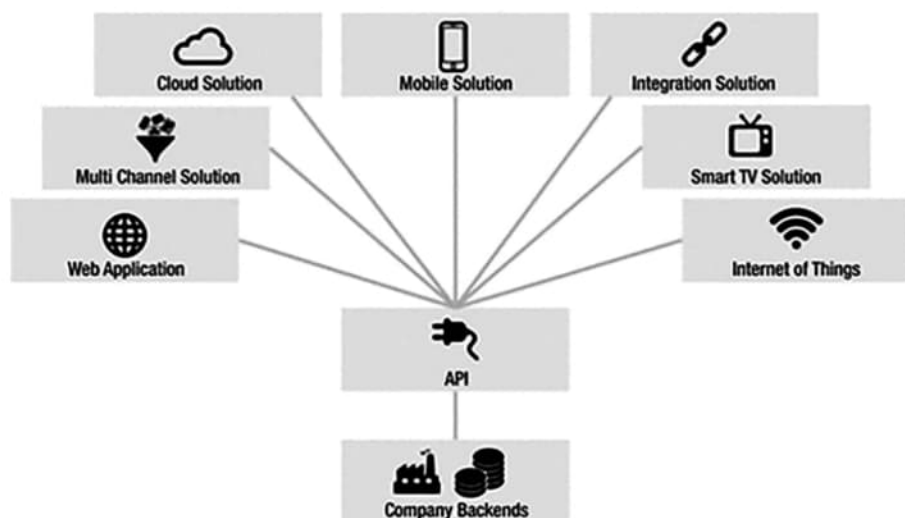 Cloud Solution
Mobile Solution
Integration Solution
Multi Channel Solution
Smart TV Solution
Web Application
Internet of Things
API
Company Backends